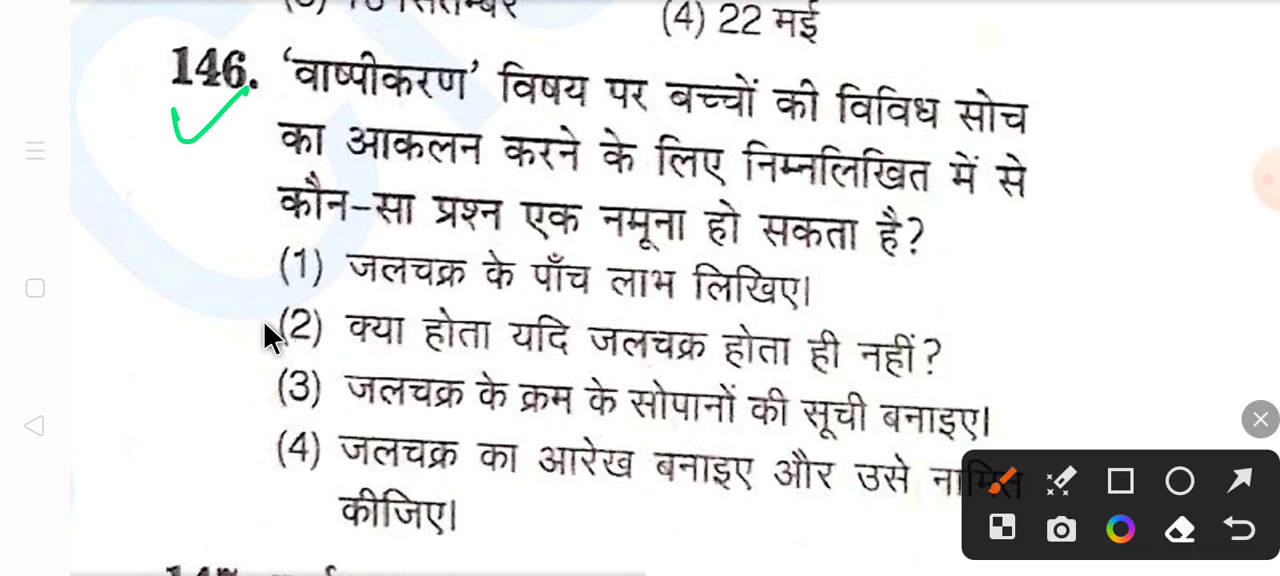 (4) 22 मई
146. ‘वाष्पीकरण’ विषय पर बच्चों की विविध सोच
का आकलन करने के लिए निम्नलिखित में से
कौन-सा प्रश्न एक नमूना हो सकता है?
(1) जलचक्र के पाँच लाभ लिखिए।
(2) क्या होता यदि जलचक्र होता ही नहीं?
(3) जलचक्र के क्रम के सोपानों की सूची बनाइए।
(4) जलचक्र का आरेख बनाइए और उसे नामित
कीजिए।